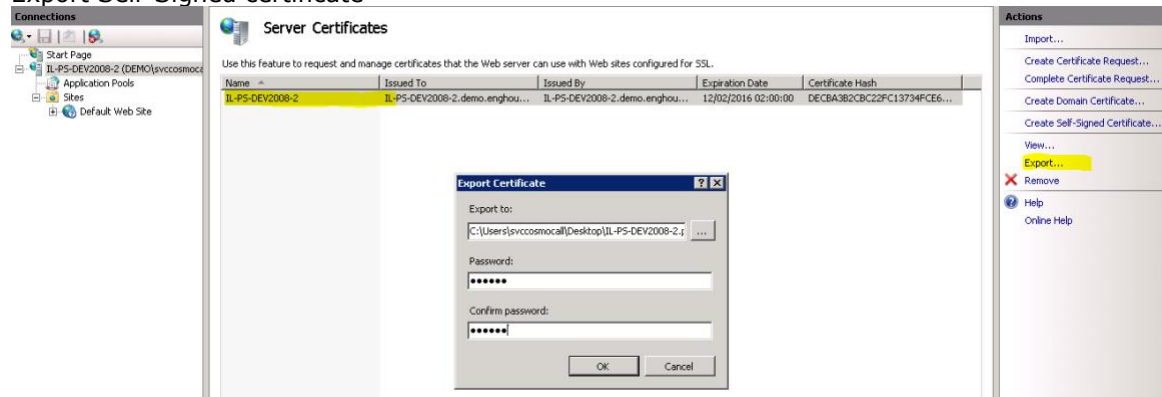 Export Self-Signed Certificate
Connections
Start Page
IL-PS-DEV2008-2 (DEMO\svccosmoca
Application Pools
Sites
Default Web Site
Server Certificates
Use this feature to request and manage certificates that the Web server can use with Web sites configured for SSL.
Name Issued To Issued By Expiration Date Certificate Hash
IL-PS-DEV2008-2 IL-PS-DEV2008-2.demo.enghou... IL-PS-DEV2008-2.demo.enghou... 12/02/2016 02:00:00 DECBA3B2CBC22FC13734FCE6...
Export Certificate
Export to:
C:\Users\svccosmocall\Desktop\IL-PS-DEV2008-2.p
...
Password:
••••••
Confirm password:
••••••
OK Cancel
Actions
Import...
Create Certificate Request...
Complete Certificate Request...
Create Domain Certificate...
Create Self-Signed Certificate...
View...
Export...
Remove
Help
Online Help